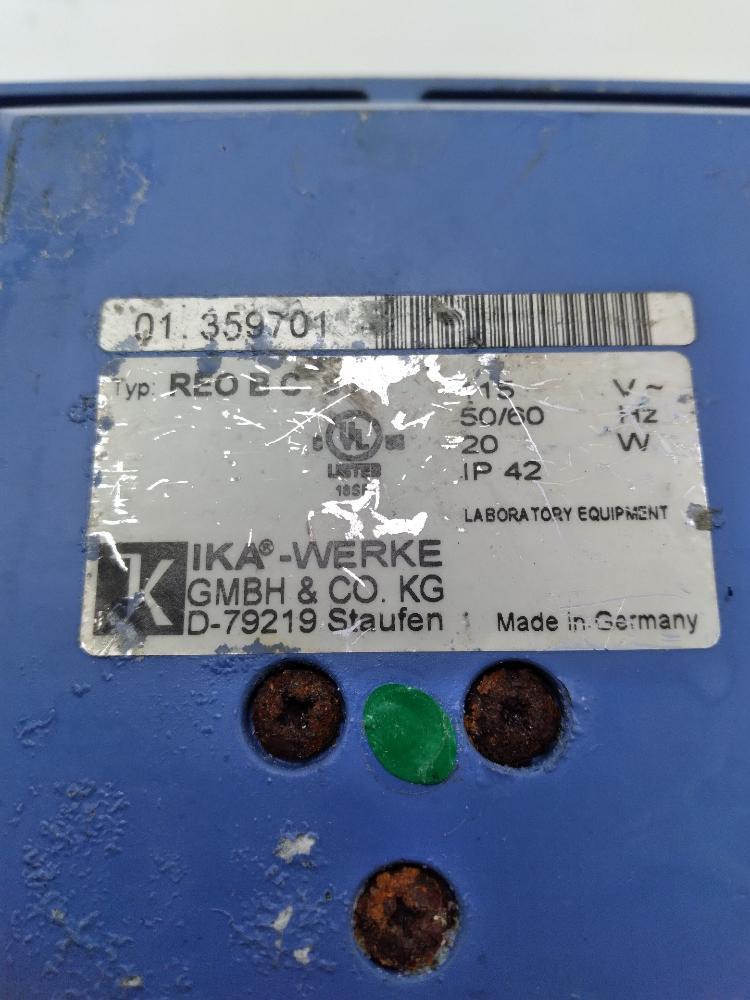 01. 359701
Typ: REO B C
50/60 Hz
20 W
IP 42
V ~
UL
LISTED
LABORATORY EQUIPMENT
IKA®-WERKE
GMBH & CO. KG
D-79219 Staufen
Made in Germany